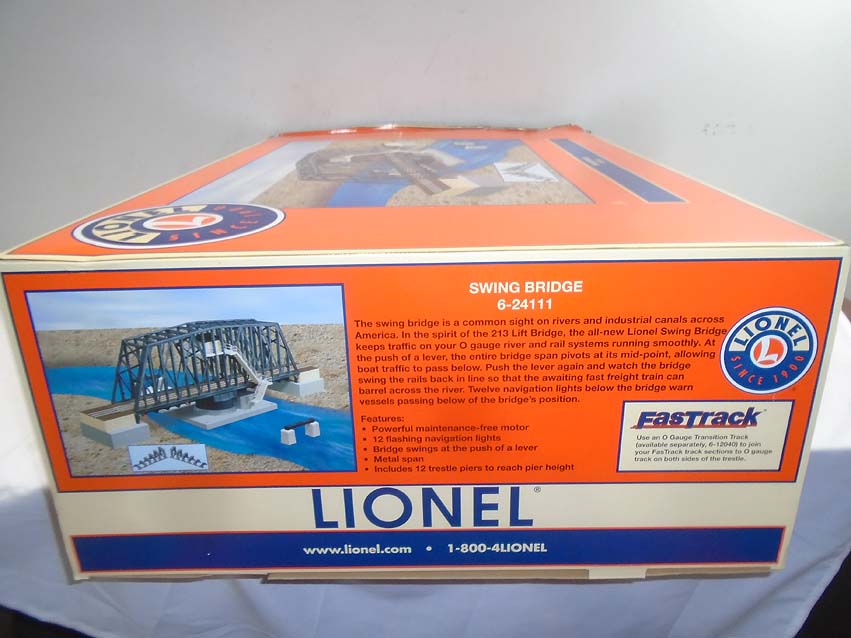 LIONEL
SINCE 1900
SWING BRIDGE
6-24111
The swing bridge is a common sight on rivers and industrial canals across
America. In the spirit of the 213 Lift Bridge, the all-new Lionel Swing Bridge
keeps traffic on your O gauge river and rail systems running smoothly. At
the push of a lever, the entire bridge span pivots at its mid-point, allowing
boat traffic to pass below. Push the lever again and watch the bridge
swing the rails back in line so that the awaiting fast freight train can
barrel across the river. Twelve navigation lights below the bridge warn
vessels passing below of the bridge's position.
Features:
• Powerful maintenance-free motor
• 12 flashing navigation lights
• Bridge swings at the push of a lever
• Metal span
• Includes 12 trestle piers to reach pier height
LIONEL
SINCE 1900
FasTrack
Use an O Gauge Transition Track
(available separately, 6-12040) to join
your FasTrack track sections to O gauge
track on both sides of the trestle.
LIONEL®
www.lionel.com • 1-800-4LIONEL